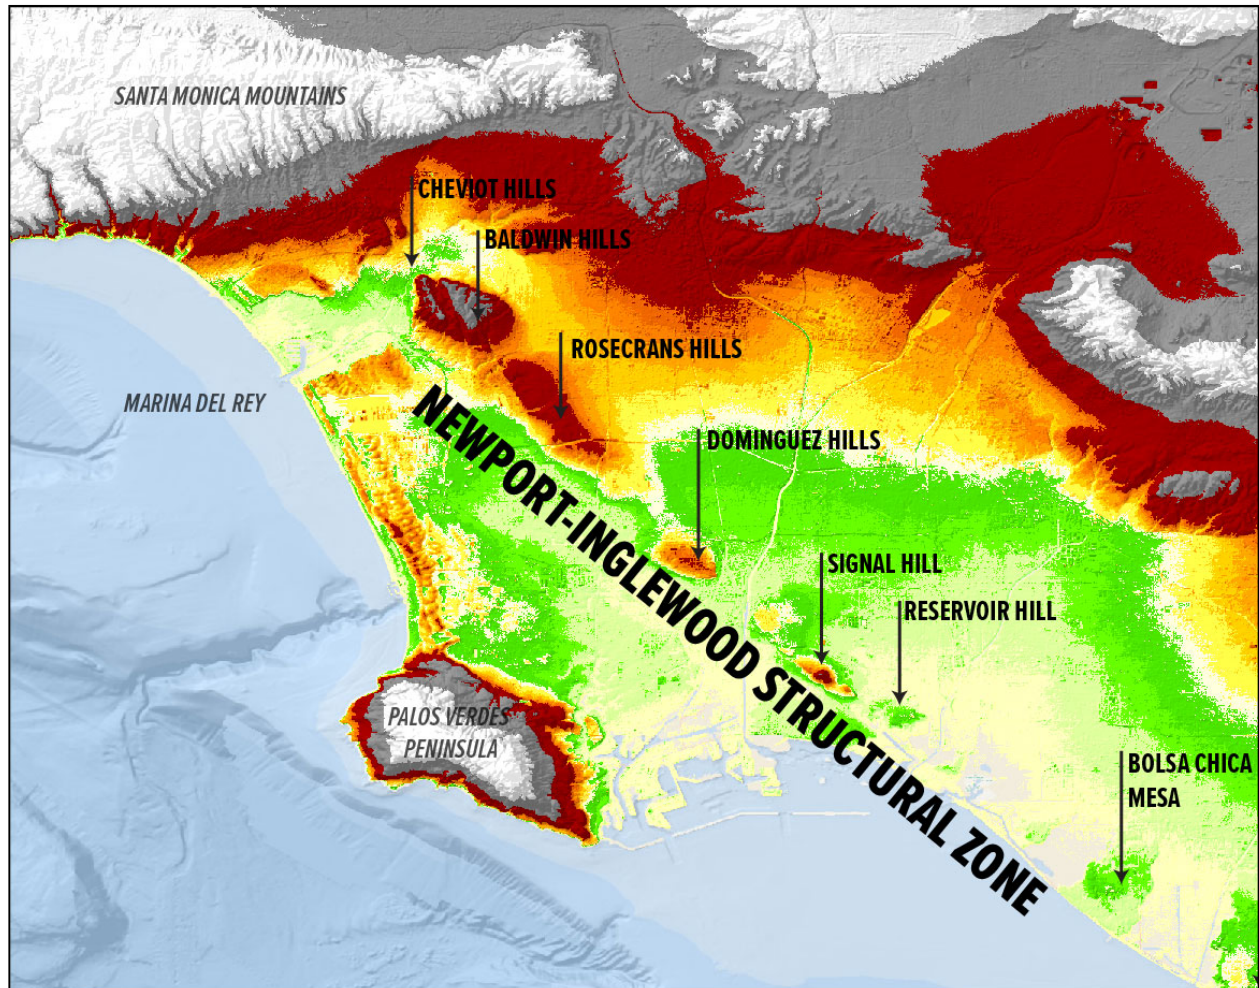 SANTA MONICA MOUNTAINS
CHEVIOT HILLS
BALDWIN HILLS
ROSECRANS HILLS
MARINA DEL REY
DOMINGUEZ HILLS
NEWPORT-INGLEWOOD STRUCTURAL ZONE
SIGNAL HILL
RESERVOIR HILL
PALOS VERDES
PENINSULA
BOLSA CHICA
MESA